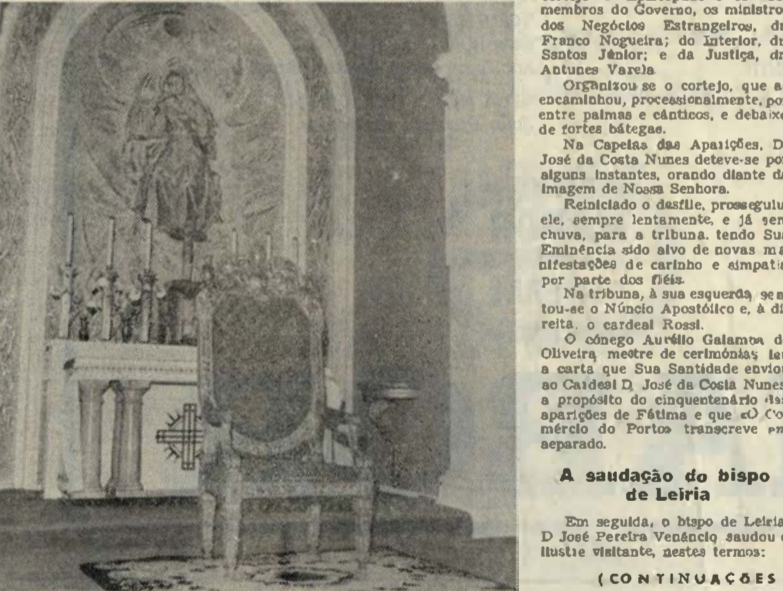 membros do Governo, os ministro
dos Negócios Estrangeiros, dr
Franco Nogueira; do Interior, dr
Santos Júnior; e da Justiça, dr
Antunes Varela
Organizou se o cortejo, que a
encaminhou, processionalmente, po
entre palmas e cânticos, e debaixo
de fortes bátegas.
Na Capelas das Aparições, D
José da Costa Nunes deteve-se po
alguns instantes, orando diante da
Imagem de Nossa Senhora.
Reiniciado o desfile, prosseguiu
ele, sempre lentamente, e já sem
chuva, para a tribuna. tendo Sua
Eminência sido alvo de novas ma
nifestações de carinho e simpatia
por parte dos fiéis.
Na tribuna, à sua esquerda, sen
tou-se o Núncio Apostólico e, à di
reita, o cardeal Rossi.
O cónego Aurélio Galamba de
Oliveira, mestre de cerimónias leu
a carta que Sua Santidade enviou
ao Cardeal D. José da Costa Nunes
a propósito do cinquentenário das
aparições de Fátima e que «O Co
mércio do Porto» transcreve em
separado.
A saudação do bispo
de Leiria
Em seguida, o bispo de Leiria
D José Pereira Venâncio saudou o
ilustre visitante, nestes termos:
(CONTINUAÇÕES